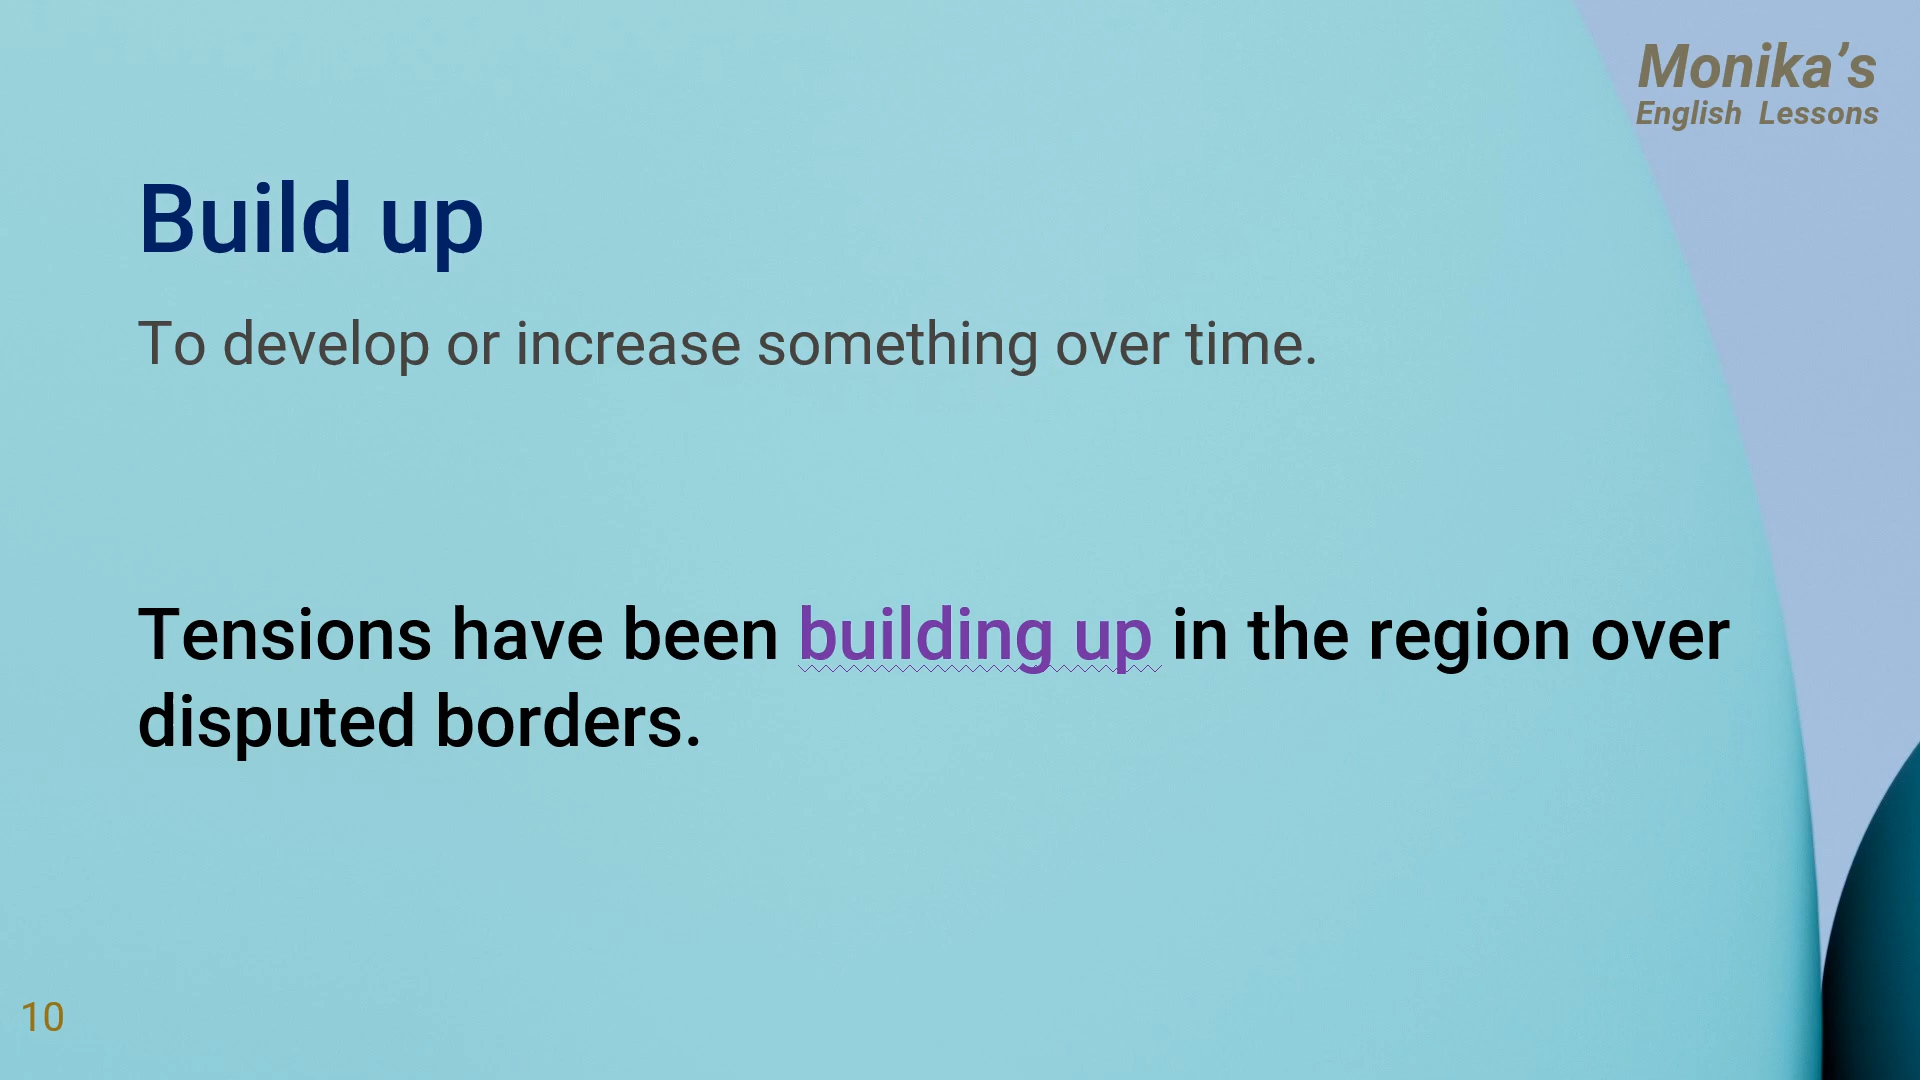 Monika’s
English Lessons
Build up
To develop or increase something over time.
Tensions have been building up in the region over
disputed borders.
10